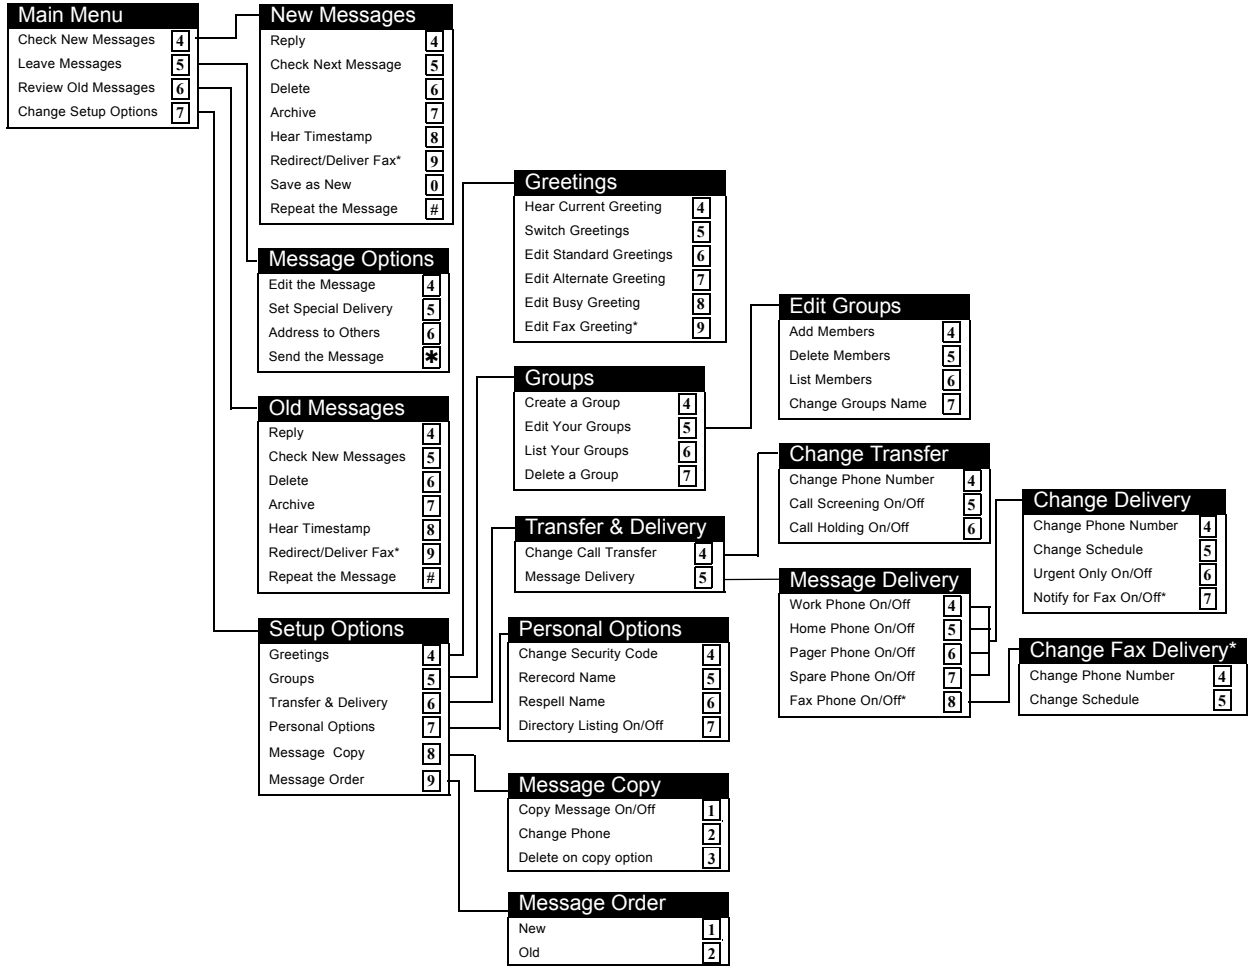 Main Menu
Check New Messages 4
Leave Messages 5
Review Old Messages 6
Change Setup Options 7
New Messages
Reply 4
Check Next Message 5
Delete 6
Archive 7
Hear Timestamp 8
Redirect/Deliver Fax* 9
Save as New 0
Repeat the Message #
Message Options
Edit the Message 4
Set Special Delivery 5
Address to Others 6
Send the Message ✱
Old Messages
Reply 4
Check New Messages 5
Delete 6
Archive 7
Hear Timestamp 8
Redirect/Deliver Fax* 9
Repeat the Message #
Setup Options
Greetings 4
Groups 5
Transfer & Delivery 6
Personal Options 7
Message Copy 8
Message Order 9
Greetings
Hear Current Greeting 4
Switch Greetings 5
Edit Standard Greetings 6
Edit Alternate Greeting 7
Edit Busy Greeting 8
Edit Fax Greeting* 9
Groups
Create a Group 4
Edit Your Groups 5
List Your Groups 6
Delete a Group 7
Transfer & Delivery
Change Call Transfer 4
Message Delivery 5
Personal Options
Change Security Code 4
Rerecord Name 5
Respell Name 6
Directory Listing On/Off 7
Message Copy
Copy Message On/Off 1
Change Phone 2
Delete on copy option 3
Message Order
New 1
Old 2
Edit Groups
Add Members 4
Delete Members 5
List Members 6
Change Groups Name 7
Change Transfer
Change Phone Number 4
Call Screening On/Off 5
Call Holding On/Off 6
Message Delivery
Work Phone On/Off 4
Home Phone On/Off 5
Pager Phone On/Off 6
Spare Phone On/Off 7
Fax Phone On/Off* 8
Change Delivery
Change Phone Number 4
Change Schedule 5
Urgent Only On/Off 6
Notify for Fax On/Off* 7
Change Fax Delivery*
Change Phone Number 4
Change Schedule 5